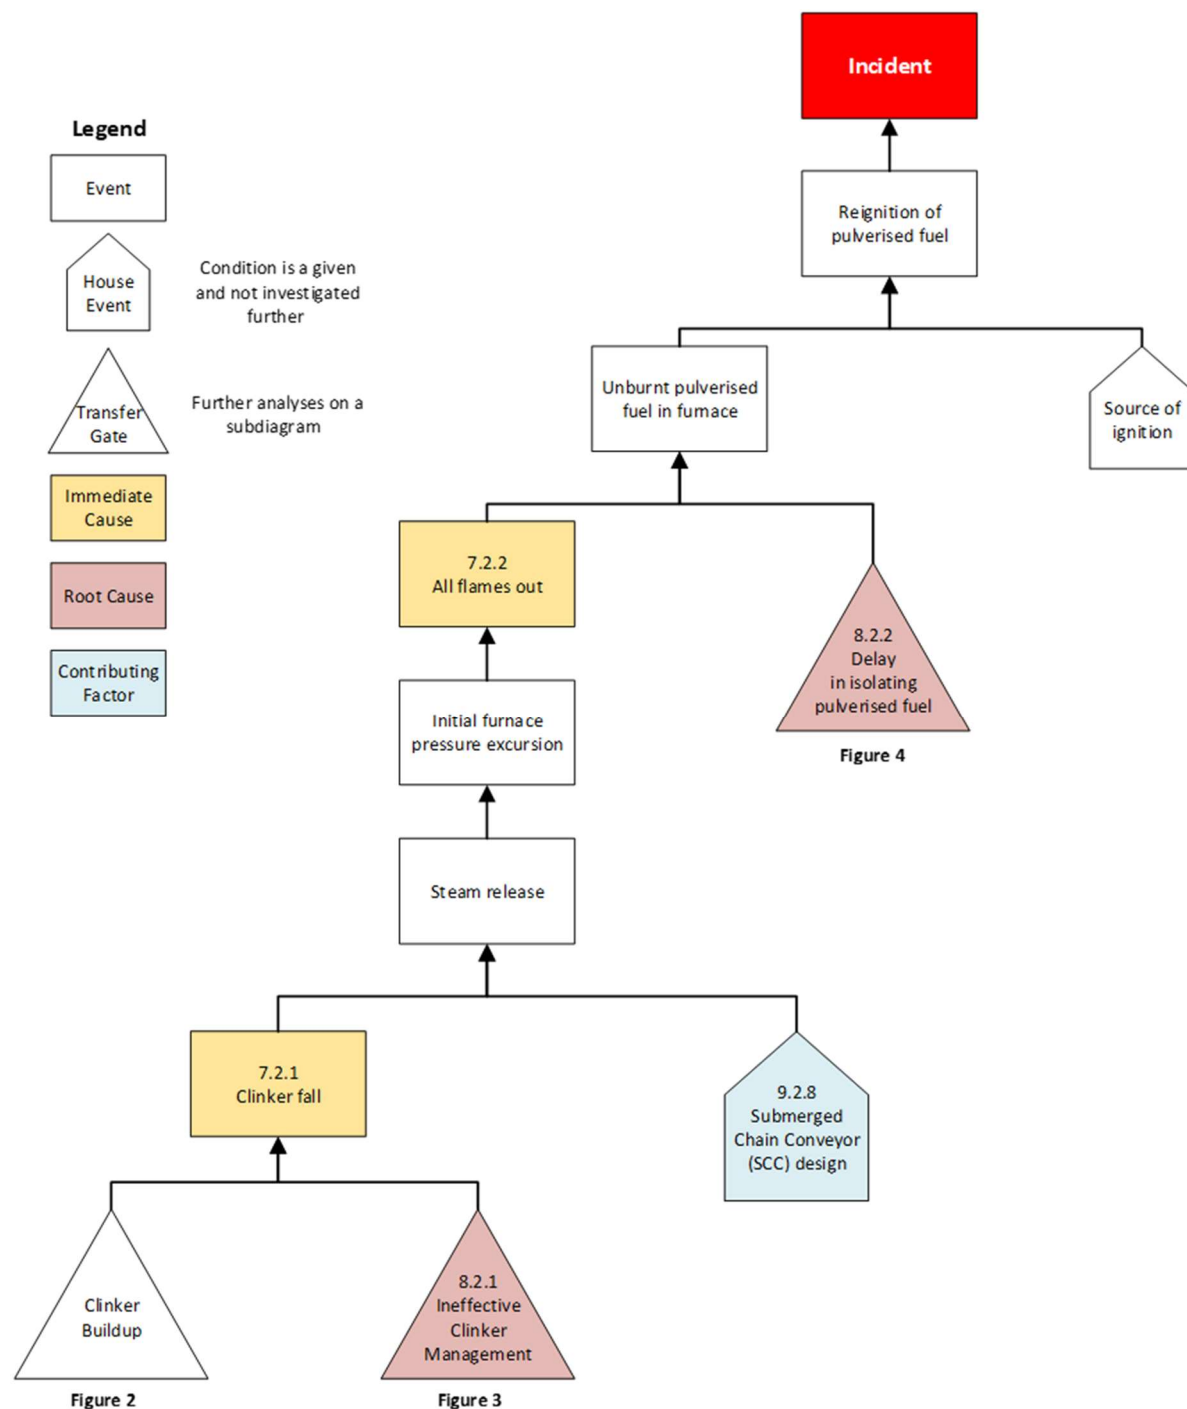 Incident
Legend
Event
House
Event
Condition is a given
and not investigated
further
Transfer
Gate
Further analyses on a
subdiagram
Immediate
Cause
Root Cause
Contributing
Factor
Reignition of
pulverised fuel
Unburnt pulverised
fuel in furnace
Source of
ignition
7.2.2
All flames out
8.2.2
Delay
in isolating
pulverised fuel
Figure 4
Initial furnace
pressure excursion
Steam release
7.2.1
Clinker fall
9.2.8
Submerged
Chain Conveyor
(SCC) design
Clinker
Buildup
Figure 2
8.2.1
Ineffective
Clinker
Management
Figure 3